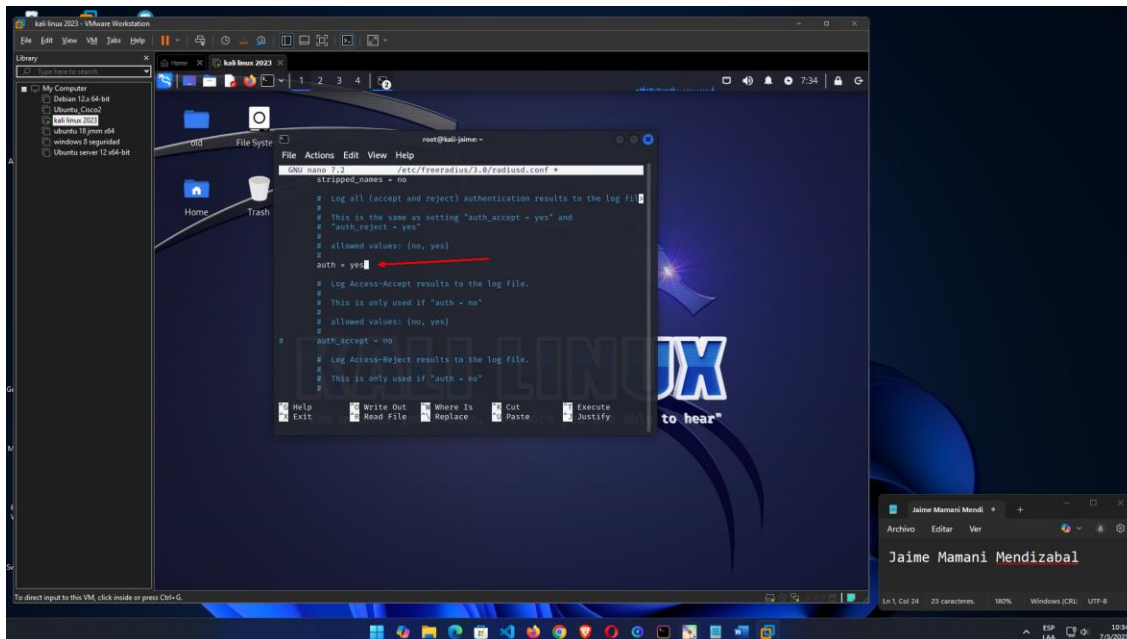 kali linux 2023 - VMware Workstation
File Edit View VM Tabs Help
Library
Type here to search
My Computer
Debian 12.x 64-bit
Ubuntu_Cisco2
kali linux 2023
ubuntu 18 jmm x64
windows 8 seguridad
Ubuntu server 12 x64-bit
Home
kali linux 2023
1 2 3 4
7:34
old
File Syste
Home
Trash
root@kali-jaime: ~
File Actions Edit View Help
GNU nano 7.2 /etc/freeradius/3.0/radiusd.conf *
stripped_names = no
# Log all (accept and reject) authentication results to the log fil>
#
# This is the same as setting "auth_accept = yes" and
# "auth_reject = yes"
#
# allowed values: {no, yes}
#
auth = yes
# Log Access-Accept results to the log file.
#
# This is only used if "auth = no"
#
# allowed values: {no, yes}
#
# auth_accept = no
# Log Access-Reject results to the log file.
#
# This is only used if "auth = no"
#
^G Help ^O Write Out ^W Where Is ^K Cut ^T Execute
^X Exit ^R Read File ^\ Replace ^U Paste ^J Justify
KALI LINUX
to hear"
To direct input to this VM, click inside or press Ctrl+G.
Jaime Mamani Mendi
Archivo Editar Ver
Jaime Mamani Mendizabal
Ln 1, Col 24 23 caracteres. 180% Windows (CRL UTF-8
ESP
LAA
10:34